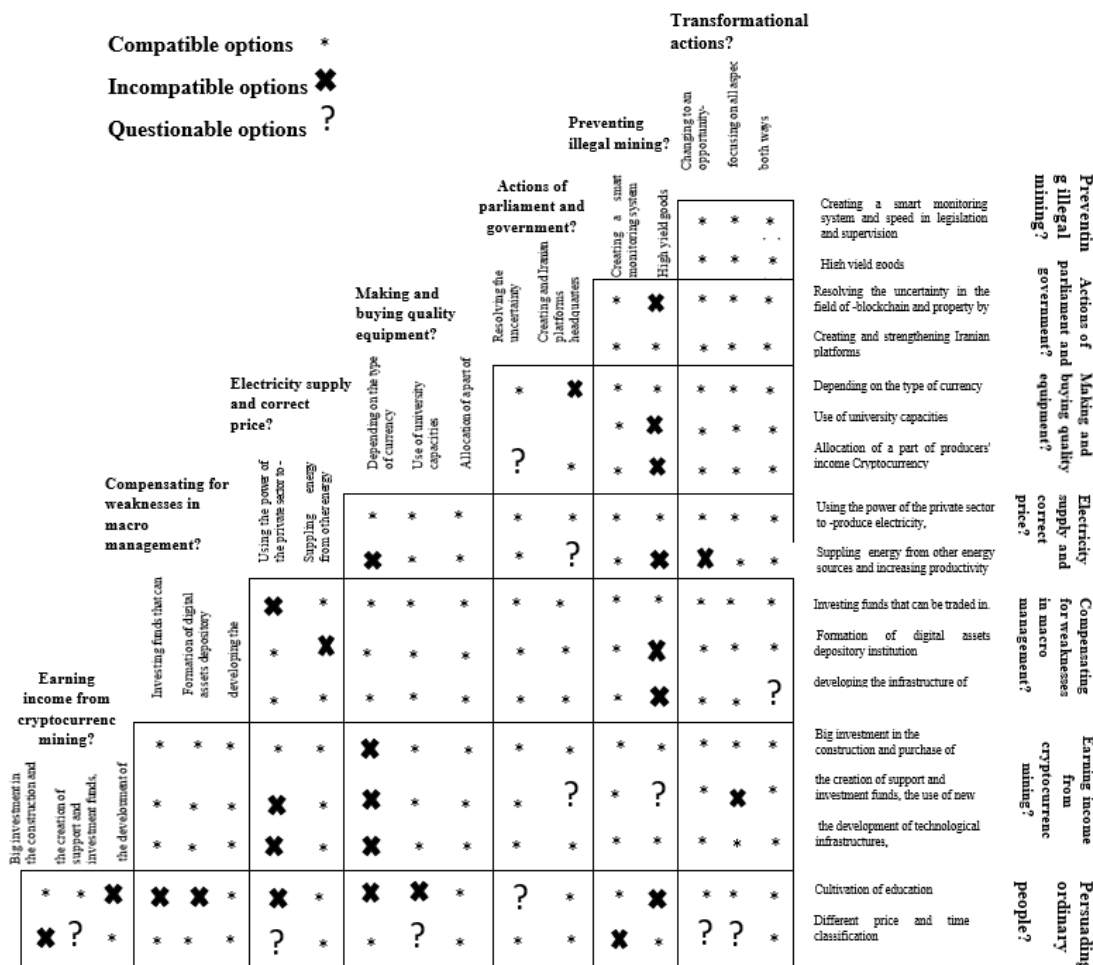 Transformational
actions?
Compatible options *
Incompatible options ✖
Questionable options ?
Changing to an
opportunity-
focusing on all aspec
both ways
Preventing
illegal mining?
Creating a smart
monitoring system
High yield goods
Actions of
parliament and
government?
Resolving the
uncertainty
Creating and Iranian
platforms
headquarters
Making and
buying quality
equipment?
Depending on the type
of currency
Use of university
capacities
Allocation of a part of
Electricity supply
and correct
price?
Using the power of
the private sector to -
Suppling energy
from other energy
Compensating for
weaknesses in
macro
management?
Investing funds that can
Formation of digital
assets depository
developing the
Earning
income from
cryptocurrenc
mining?
Big investment in
the construction and
the creation of
support and
investment funds,
the development of
Creating a smart monitoring
system and speed in legislation
and supervision
High yield goods
Preventin
g illegal
mining?
* * *
* * *
Resolving the uncertainty in the
field of -blockchain and property by
Creating and strengthening Iranian
platforms
Actions of
parliament and
government?
* ✖ * * *
* * * * *
Depending on the type of currency
Use of university capacities
Allocation of a part of producers'
income Cryptocurrency
Making and
buying quality
equipment?
* ✖ * * * * *
* ✖ * * *
? * * ✖ * * *
Using the power of the private sector
to -produce electricity,
Suppling energy from other energy
sources and increasing productivity
Electricity
supply and
correct
price?
* * * * * * * * * *
✖ * * * ? * ✖ ✖ * *
Investing funds that can be traded in.
Formation of digital assets
depository institution
developing the infrastructure of
Compensating
for weaknesses
in macro
management?
✖ * * * * * * * * * * *
* ✖ * * * * * * ✖ * * *
* * * * * * * * ✖ * * ?
Big investment in the
construction and purchase of
the creation of support and
investment funds, the use of new
the development of technological
infrastructures,
Earning income
from
cryptocurrenc
mining?
* * * * * ✖ * * * * * * * * *
* * * ✖ * ✖ * * * ? * ? * ✖ *
* * * ✖ * ✖ * * * * * * * * *
Cultivation of education
Different price and time
classification
Persuading
ordinary
people?
* * ✖ ✖ ✖ * ✖ * ✖ ✖ * ? * * ✖ * * *
✖ ? * * * * ? * * ? * * * ✖ * ? ? *